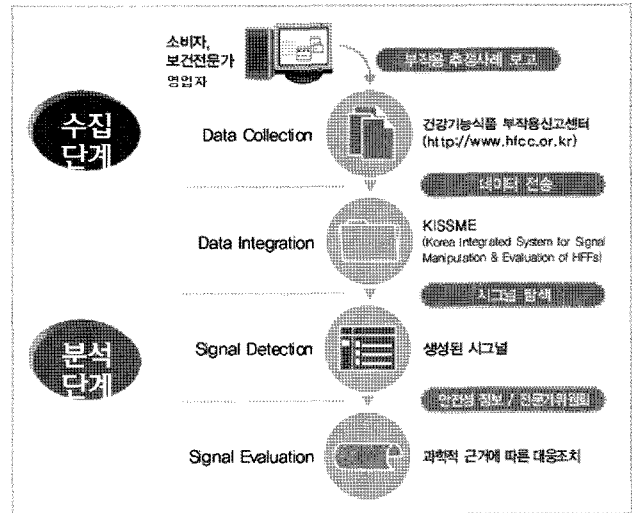 소비자,
보건전문가
영업자
부작용 추정사례 보고
수집
단계
Data Collection
건강기능식품 부작용신고센터
(http://www.hfcc.or.kr)
데이터 전송
Data Integration
KISSME
(Korea Integrated System for Signal
Manipulation & Evaluation of HFFs)
시그널 탐색
분석
단계
Signal Detection
생성된 시그널
안전성 정보 / 전문가위원회
Signal Evaluation
과학적 근거에 따른 대응조치